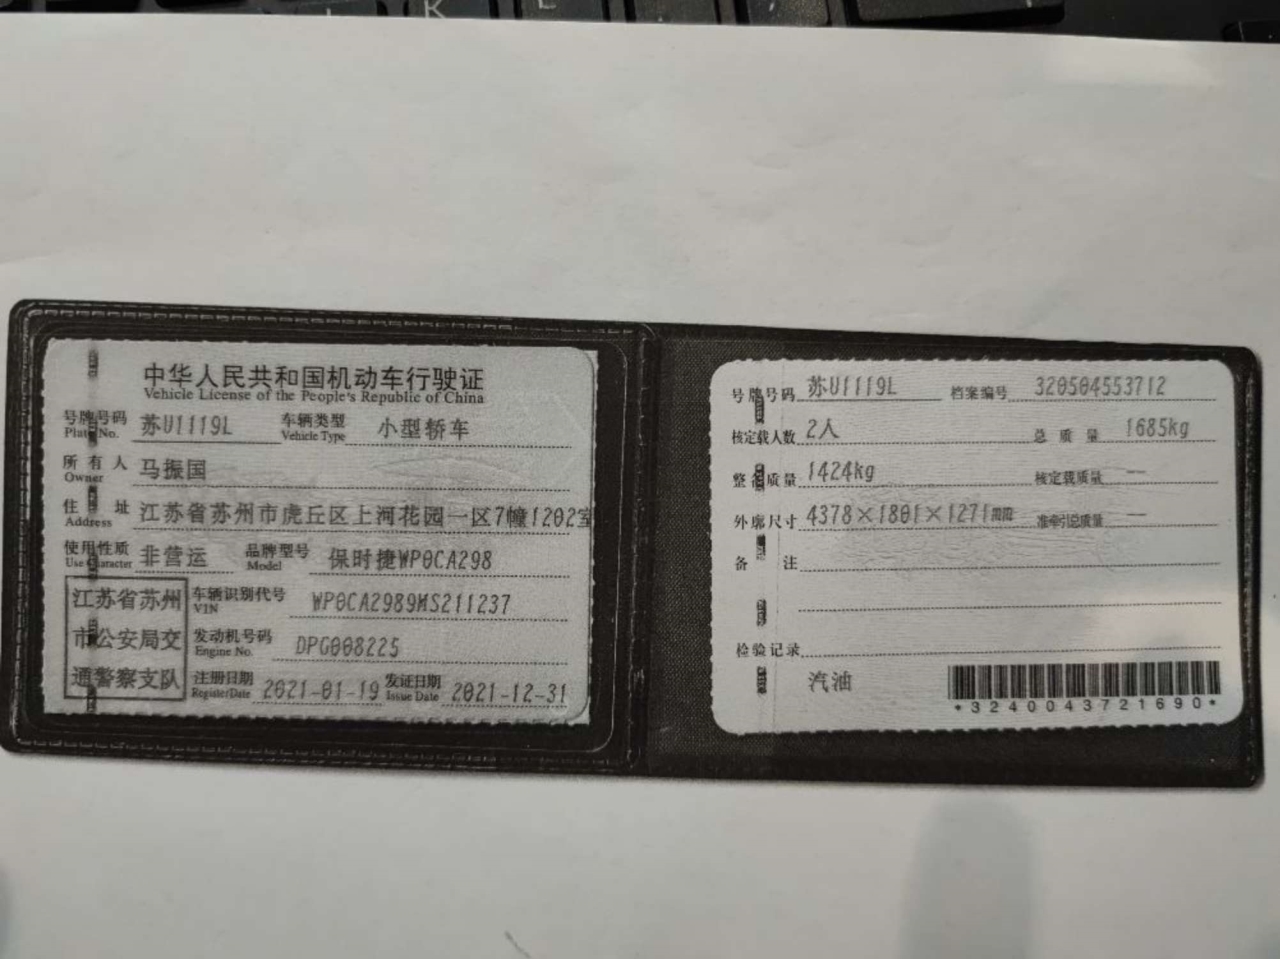 中华人民共和国机动车行驶证
Vehicle License of the People's Republic of China
号牌号码 苏U1119L 车辆类型 小型轿车
Plate No. Vehicle Type
所有人 马振国
Owner
住址 江苏省苏州市虎丘区上河花园一区7幢1202室
Address
使用性质 非营运 品牌型号 保时捷WP0CA298
Use Character Model
江苏省苏州
市公安局交
通警察支队
车辆识别代号 WP0CA2989MS211237
VIN
发动机号码 DPG008225
Engine No.
注册日期 2021-01-19 发证日期 2021-12-31
Register Date Issue Date
号牌号码 苏U1119L 档案编号 320504553712
核定载人数 2人 总质量 1685kg
整备质量 1424kg 核定载质量 --
外廓尺寸 4378×1801×1271 准牵引总质量 --
备注
检验记录
汽油
*3240043721690*